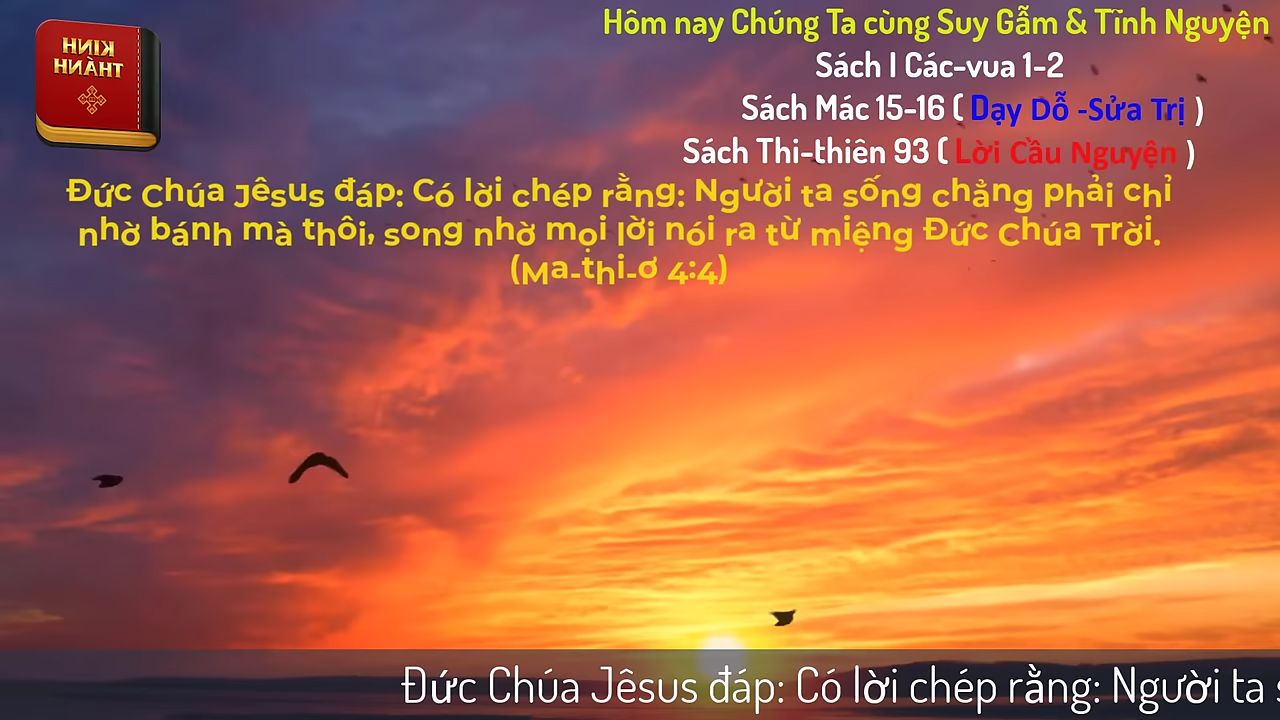 KINH
THÀNH
Hôm nay Chúng Ta cùng Suy Gẫm & Tĩnh Nguyện
Sách I Các-vua 1-2
Sách Mác 15-16 ( Dạy Dỗ -Sửa Trị )
Sách Thi-thiên 93 ( Lời Cầu Nguyện )
Đức Chúa Jêsus đáp: Có lời chép rằng: Người ta sống chẳng phải chỉ
nhờ bánh mà thôi, song nhờ mọi lời nói ra từ miệng Đức Chúa Trời.
(Ma-thi-ơ 4:4)
Đức Chúa Jêsus đáp: Có lời chép rằng: Người ta